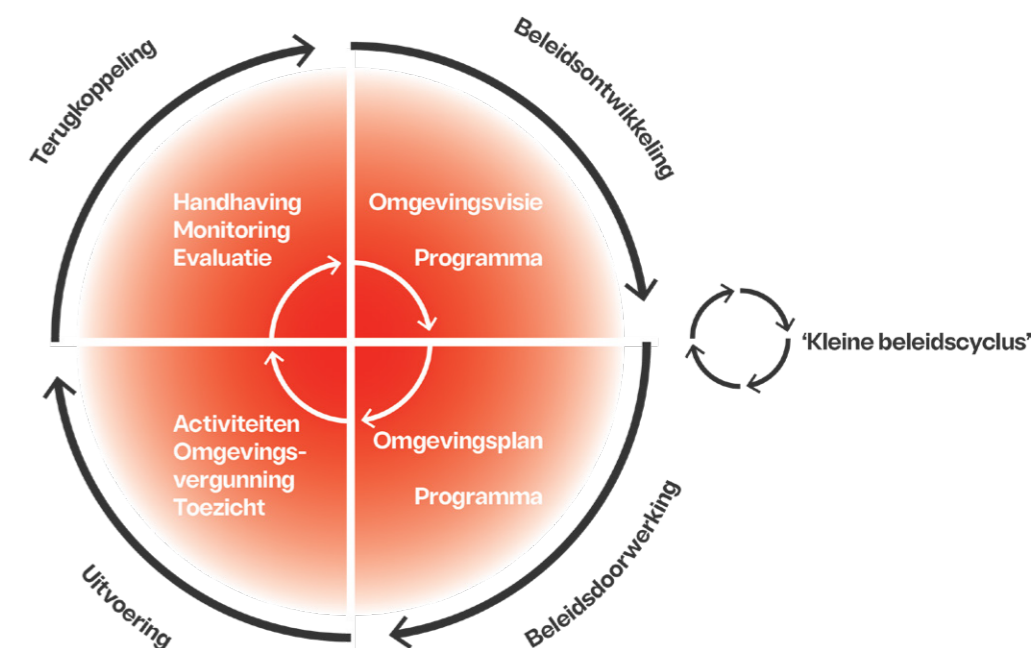 Terugkoppeling
Beleidsontwikkeling
Handhaving
Monitoring
Evaluatie
Omgevingsvisie
Programma
'Kleine beleidscyclus'
Activiteiten
Omgevings-
vergunning
Toezicht
Omgevingsplan
Programma
Uitvoering
Beleidsdoorwerking